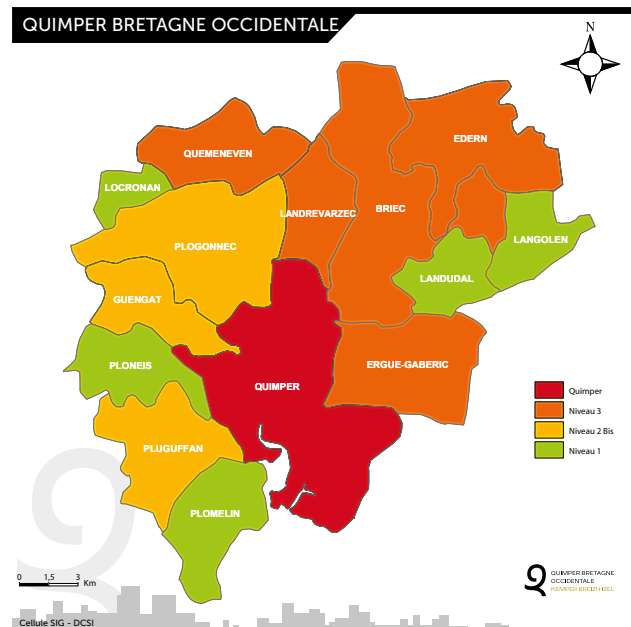 QUIMPER BRETAGNE OCCIDENTALE
N
EDERN
QUEMENEVEN
LOCRONAN
LANDREVARZEC
BRIEC
LANGOLEN
PLOGONNEC
LANDUDAL
GUENGAT
PLONEIS
ERGUE-GABERIC
QUIMPER
Quimper
Niveau 3
Niveau 2 Bis
Niveau 1
PLUGUFFAN
PLOMELIN
0 1,5 3
Km
QUIMPER BRETAGNE
OCCIDENTALE
KEMPER BREIZH IZEL
Cellule SIG - DCSI